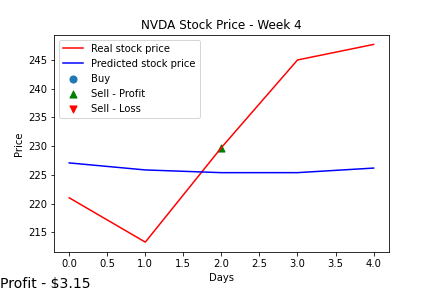 NVDA Stock Price - Week 4
Real stock price
Predicted stock price
Buy
Sell - Profit
Sell - Loss
245
240
235
230
225
220
215
Price
0.0 0.5 1.0 1.5 2.0 2.5 3.0 3.5 4.0
Days
Profit - $3.15